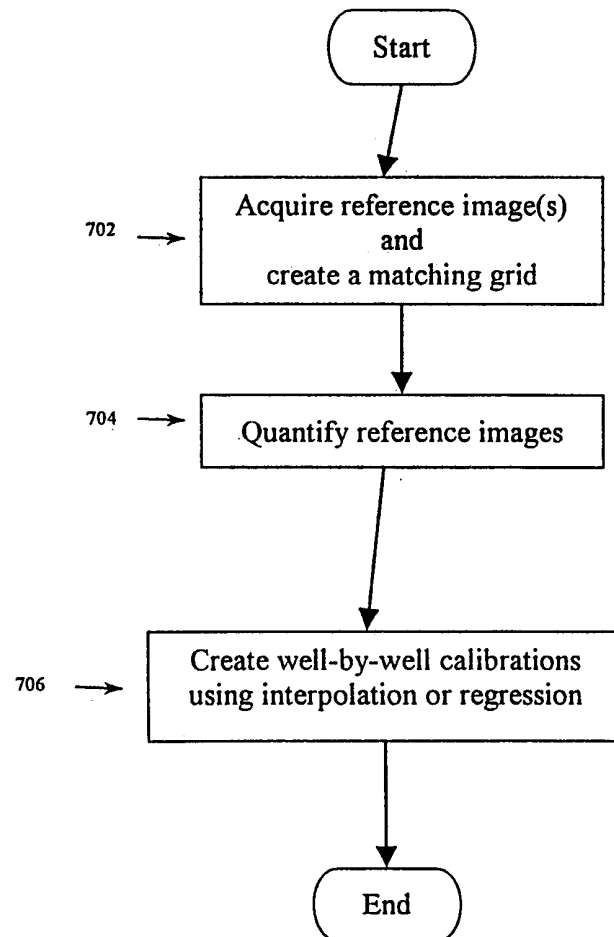 Start
702
Acquire reference image(s)
and
create a matching grid
704
Quantify reference images
706
Create well-by-well calibrations
using interpolation or regression
End